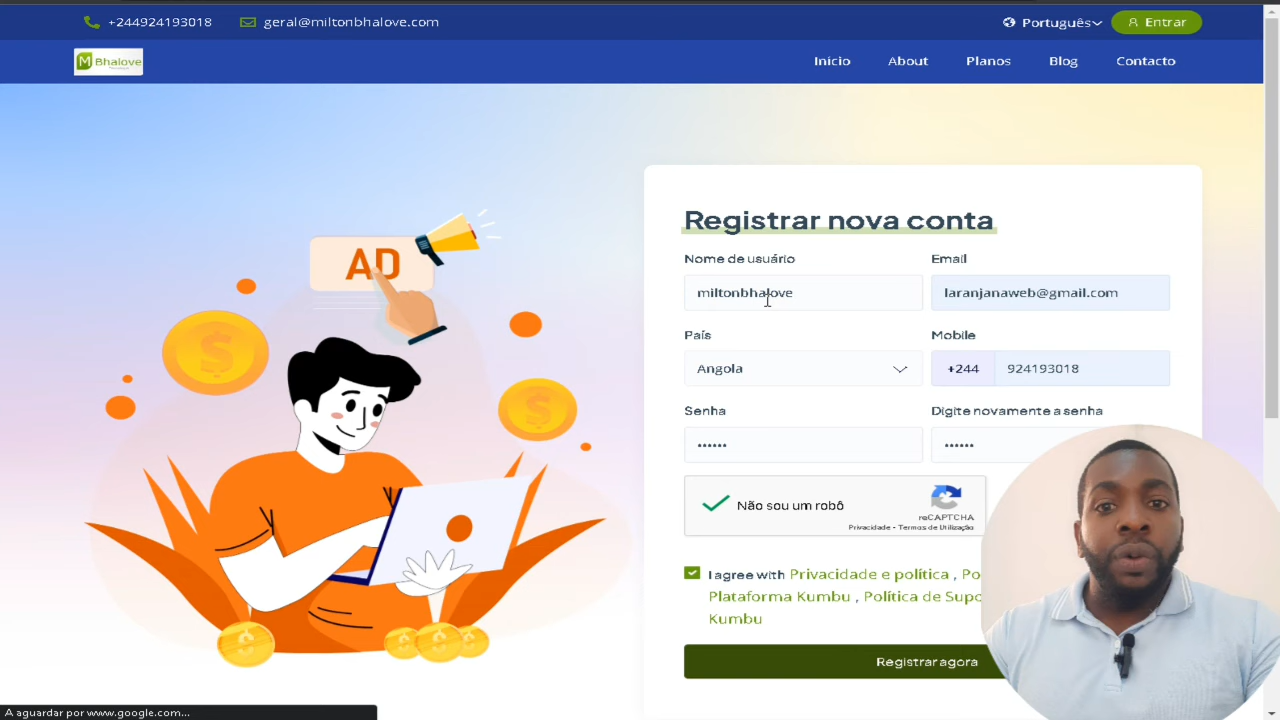 +244924193018 geral@miltonbhalove.com Português Entrar
M Bhalove Início About Planos Blog Contacto
AD
Registrar nova conta
Nome de usuário Email
miltonbhalove laranjanaweb@gmail.com
País Mobile
Angola +244 924193018
Senha Digite novamente a senha
•••••• ••••••
Não sou um robô
reCAPTCHA
Privacidade - Termos de Utilização
I agree with Privacidade e política , Po
Plataforma Kumbu , Política de Supo
Kumbu
Registrar agora
A aguardar por www.google.com...